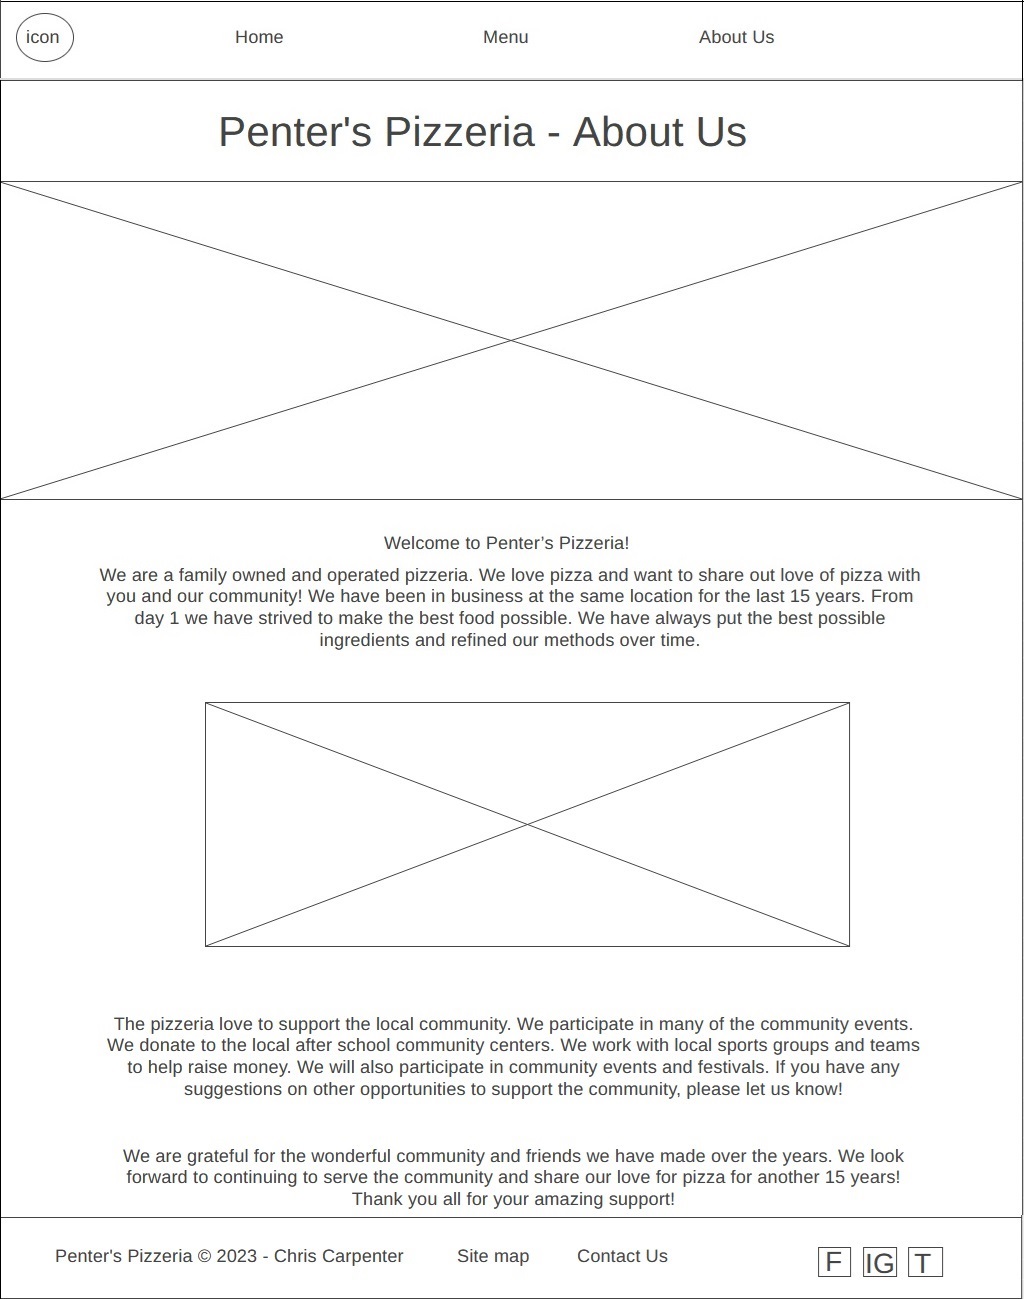 icon Home Menu About Us
Penter's Pizzeria - About Us
Welcome to Penter’s Pizzeria!
We are a family owned and operated pizzeria. We love pizza and want to share out love of pizza with
you and our community! We have been in business at the same location for the last 15 years. From
day 1 we have strived to make the best food possible. We have always put the best possible
ingredients and refined our methods over time.
The pizzeria love to support the local community. We participate in many of the community events.
We donate to the local after school community centers. We work with local sports groups and teams
to help raise money. We will also participate in community events and festivals. If you have any
suggestions on other opportunities to support the community, please let us know!
We are grateful for the wonderful community and friends we have made over the years. We look
forward to continuing to serve the community and share our love for pizza for another 15 years!
Thank you all for your amazing support!
Penter's Pizzeria © 2023 - Chris Carpenter Site map Contact Us F IG T